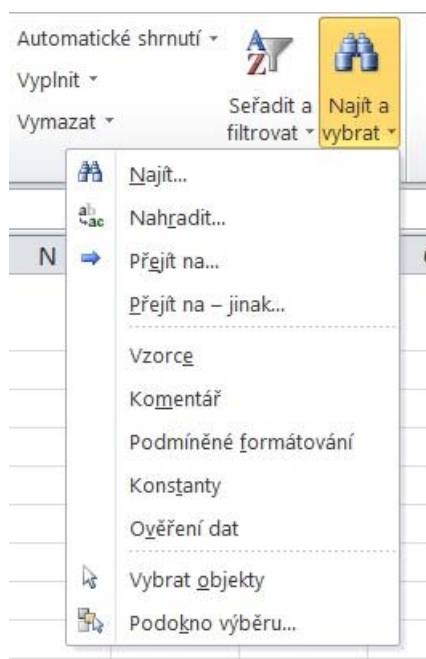 Automatické shrnutí
Vyplnit
Vymazat
Seřadit a
filtrovat
Najít a
vybrat
Najít...
Nahradit...
Přejít na...
Přejít na – jinak...
Vzorce
Komentář
Podmíněné formátování
Konstanty
Ověření dat
Vybrat objekty
Podokno výběru...
N